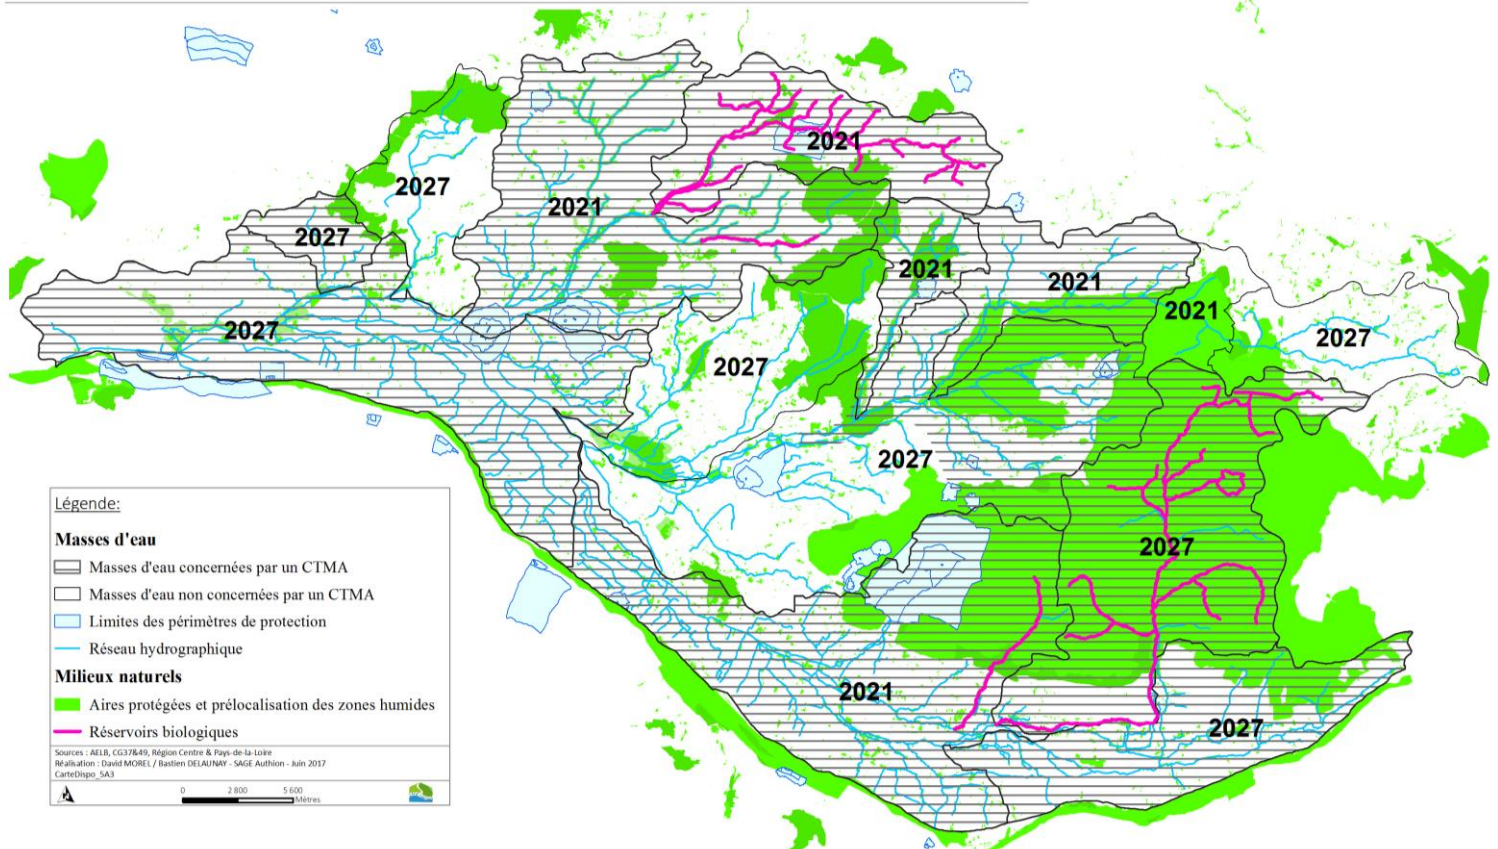 2021
2027
2021
2027
2021
2021
2021
2027
2021
2027
2027
2027
2027
2021
2027
Légende:
Masses d'eau
Masses d'eau concernées par un CTMA
Masses d'eau non concernées par un CTMA
Limites des périmètres de protection
Réseau hydrographique
Milieux naturels
Aires protégées et prélocalisation des zones humides
Réservoirs biologiques
Sources : AELB, CG37&49, Région Centre & Pays-de-la-Loire
Réalisation : David MOREL / Bastien DELAUNAY - SAGE Authion - Juin 2017
CarteDispo_5A3
0 2 800 5 600
Mètres